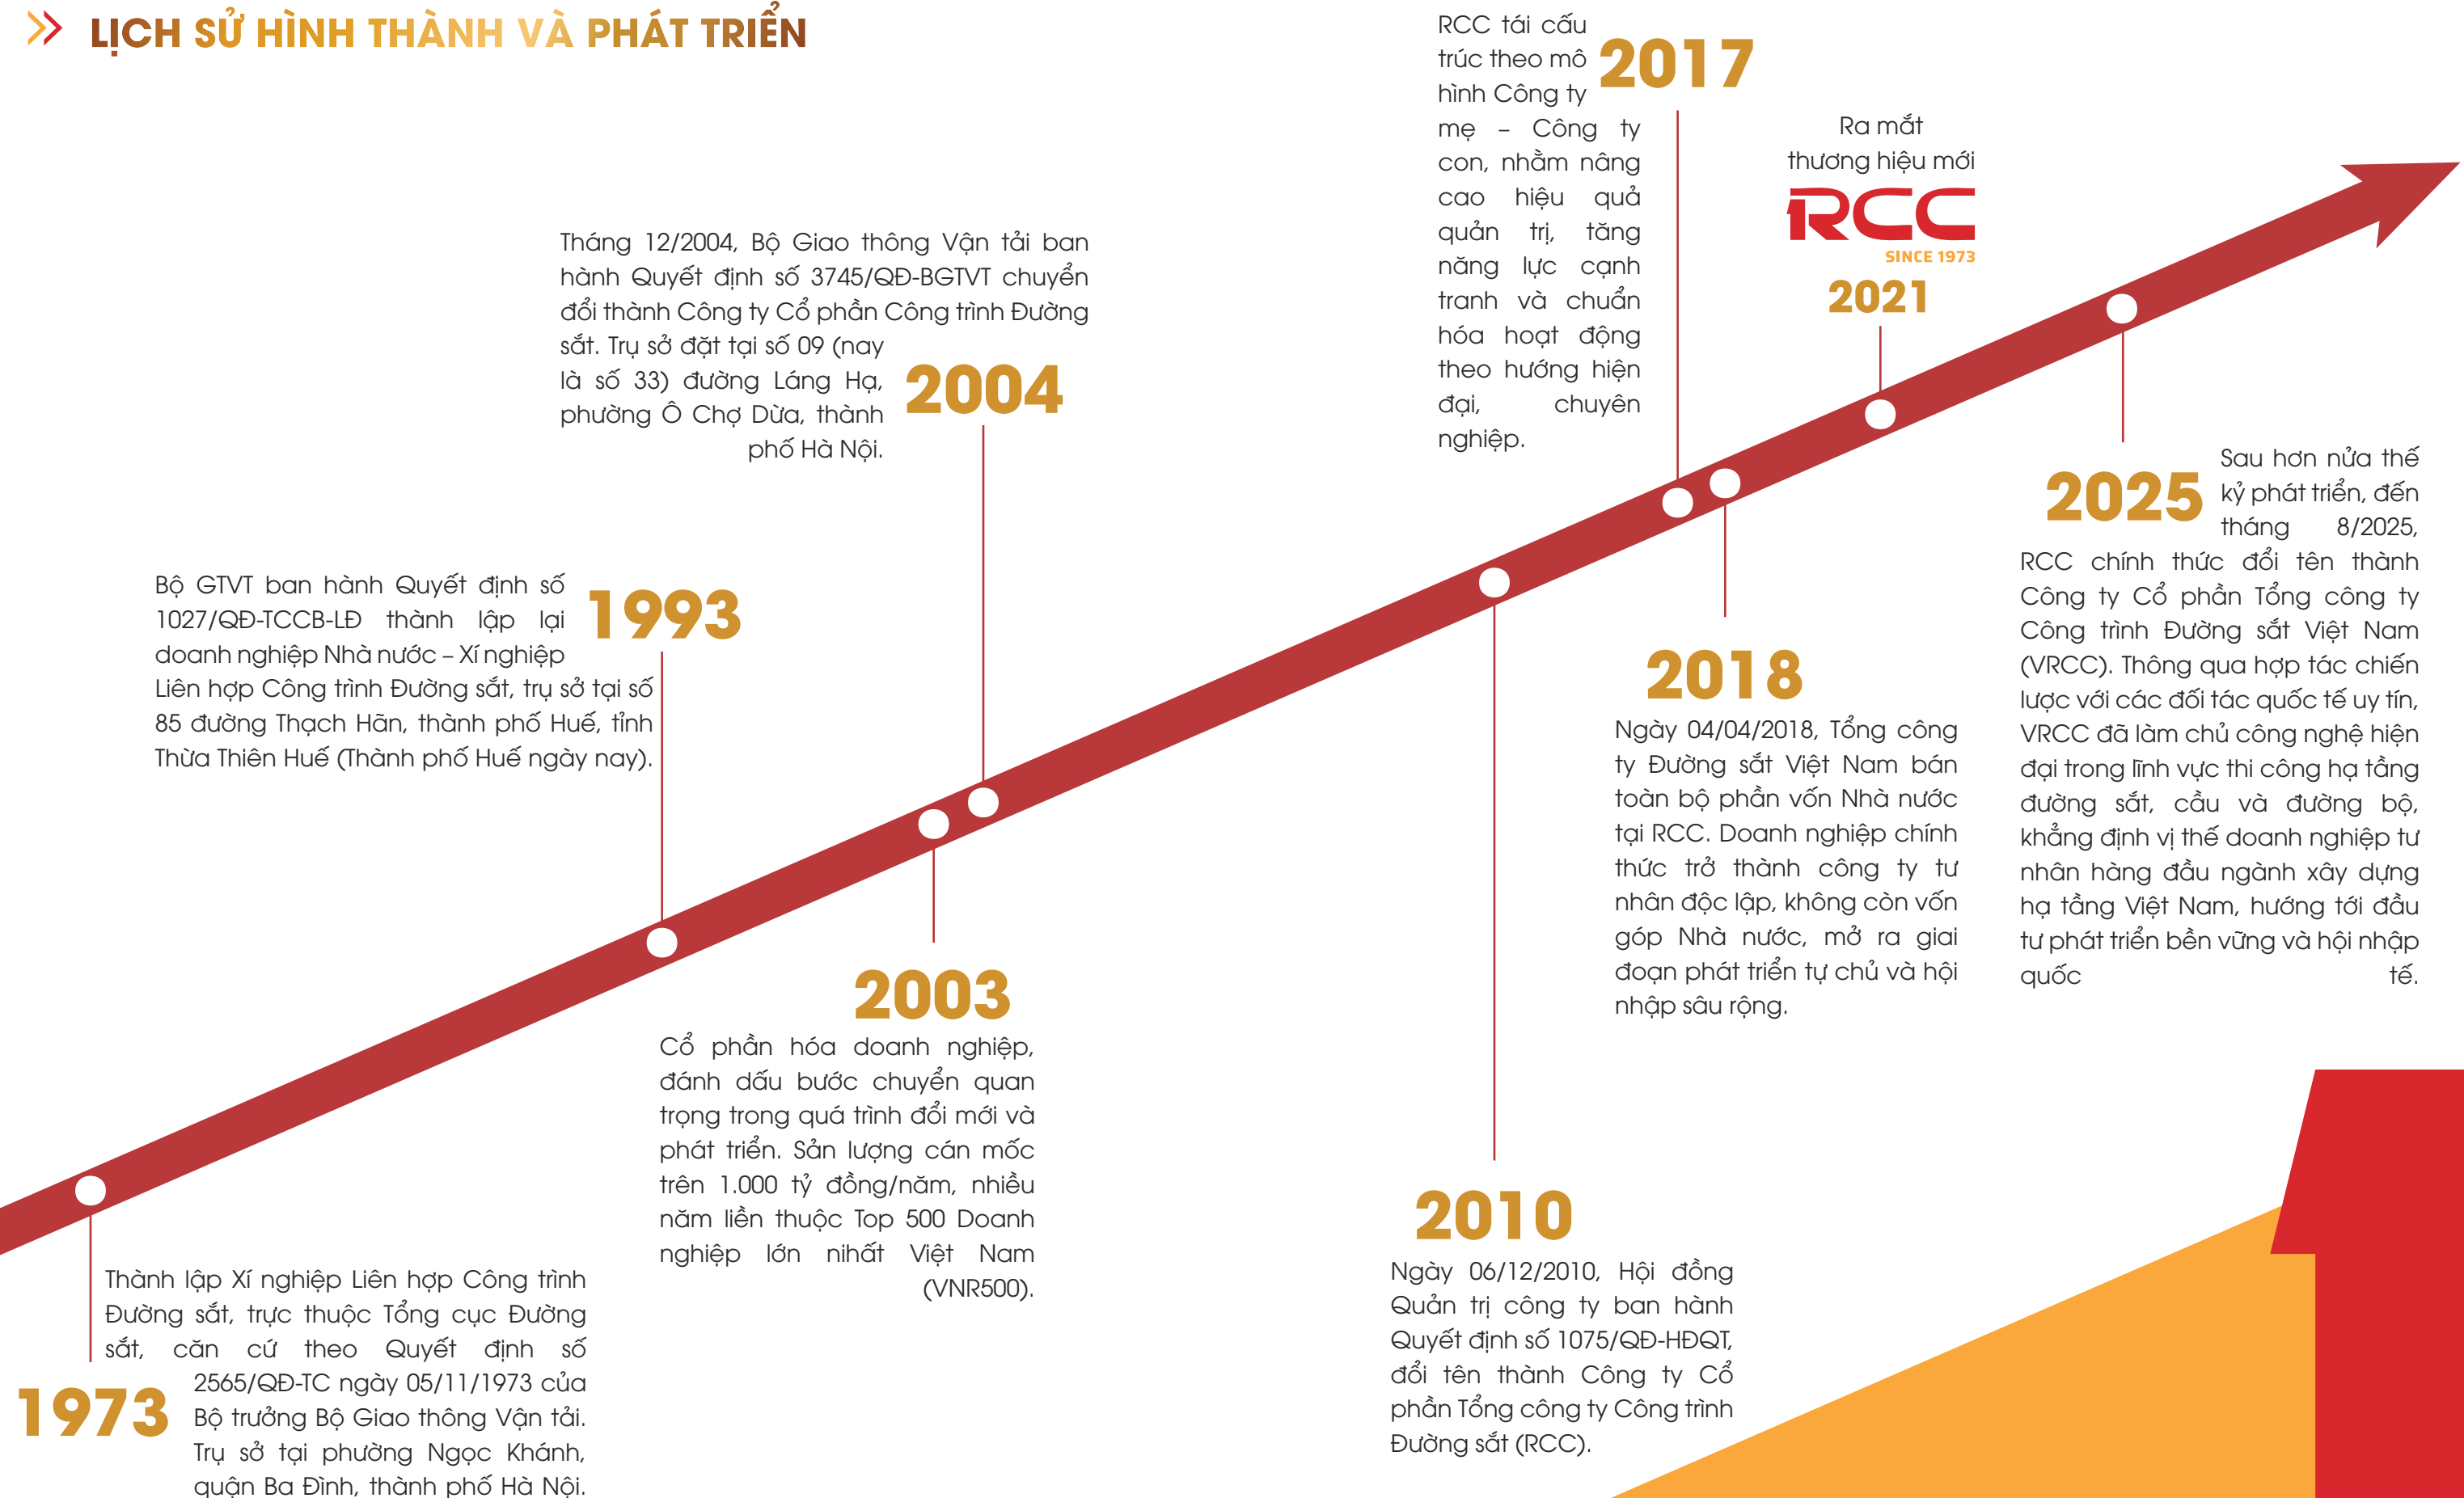 LỊCH SỬ HÌNH THÀNH VÀ PHÁT TRIỂN
1973
Thành lập Xí nghiệp Liên hợp Công trình
Đường sắt, trực thuộc Tổng cục Đường
sắt, căn cứ theo Quyết định số
2565/QĐ-TC ngày 05/11/1973 của
Bộ trưởng Bộ Giao thông Vận tải.
Trụ sở tại phường Ngọc Khánh,
quận Ba Đình, thành phố Hà Nội.
1993
Bộ GTVT ban hành Quyết định số
1027/QĐ-TCCB-LĐ thành lập lại
doanh nghiệp Nhà nước – Xí nghiệp
Liên hợp Công trình Đường sắt, trụ sở tại số
85 đường Thạch Hãn, thành phố Huế, tỉnh
Thừa Thiên Huế (Thành phố Huế ngày nay).
2003
Cổ phần hóa doanh nghiệp,
đánh dấu bước chuyển quan
trọng trong quá trình đổi mới và
phát triển. Sản lượng cán mốc
trên 1.000 tỷ đồng/năm, nhiều
năm liền thuộc Top 500 Doanh
nghiệp lớn nihất Việt Nam
(VNR500).
2004
Tháng 12/2004, Bộ Giao thông Vận tải ban
hành Quyết định số 3745/QĐ-BGTVT chuyển
đổi thành Công ty Cổ phần Công trình Đường
sắt. Trụ sở đặt tại số 09 (nay
là số 33) đường Láng Hạ,
phường Ô Chợ Dừa, thành
phố Hà Nội.
2010
Ngày 06/12/2010, Hội đồng
Quản trị công ty ban hành
Quyết định số 1075/QĐ-HĐQT,
đổi tên thành Công ty Cổ
phần Tổng công ty Công trình
Đường sắt (RCC).
2017
RCC tái cấu
trúc theo mô
hình Công ty
mẹ – Công ty
con, nhằm nâng
cao hiệu quả
quản trị, tăng
năng lực cạnh
tranh và chuẩn
hóa hoạt động
theo hướng hiện
đại, chuyên
nghiệp.
2018
Ngày 04/04/2018, Tổng công
ty Đường sắt Việt Nam bán
toàn bộ phần vốn Nhà nước
tại RCC. Doanh nghiệp chính
thức trở thành công ty tư
nhân độc lập, không còn vốn
góp Nhà nước, mở ra giai
đoạn phát triển tự chủ và hội
nhập sâu rộng.
Ra mắt
thương hiệu mới
RCC
SINCE 1973
2021
2025
Sau hơn nửa thế
kỷ phát triển, đến
tháng 8/2025,
RCC chính thức đổi tên thành
Công ty Cổ phần Tổng công ty
Công trình Đường sắt Việt Nam
(VRCC). Thông qua hợp tác chiến
lược với các đối tác quốc tế uy tín,
VRCC đã làm chủ công nghệ hiện
đại trong lĩnh vực thi công hạ tầng
đường sắt, cầu và đường bộ,
khẳng định vị thế doanh nghiệp tư
nhân hàng đầu ngành xây dựng
hạ tầng Việt Nam, hướng tới đầu
tư phát triển bền vững và hội nhập
quốc tế.